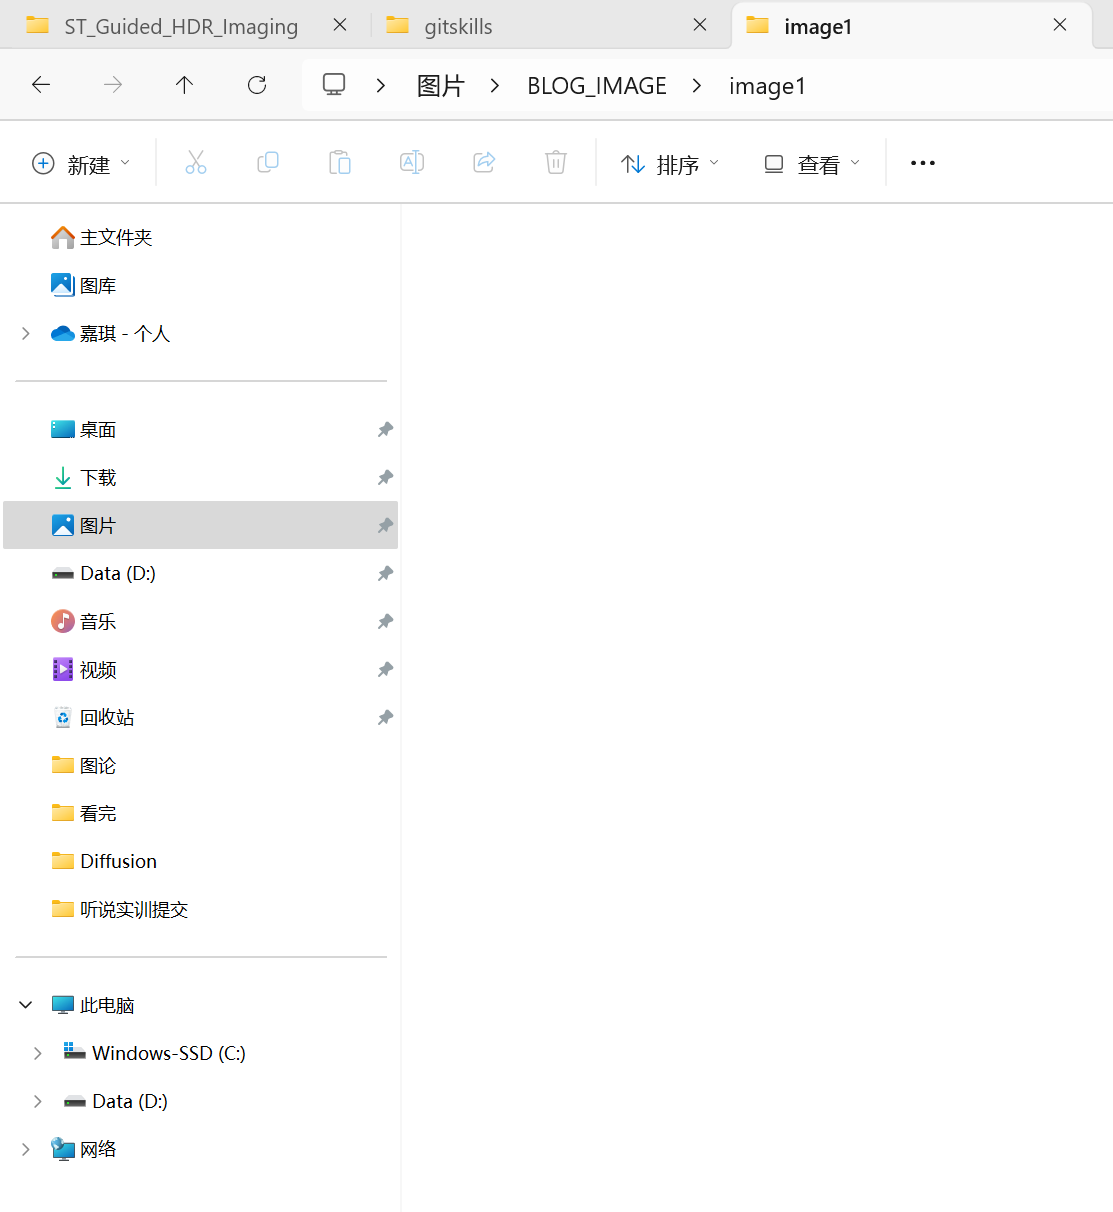 ST_Guided_HDR_Imaging gitskills image1
图片 BLOG_IMAGE image1
新建 排序 查看
主文件夹
图库
嘉琪 - 个人
桌面
下载
图片
Data (D:)
音乐
视频
回收站
图论
看完
Diffusion
听说实训提交
此电脑
Windows-SSD (C:)
Data (D:)
网络